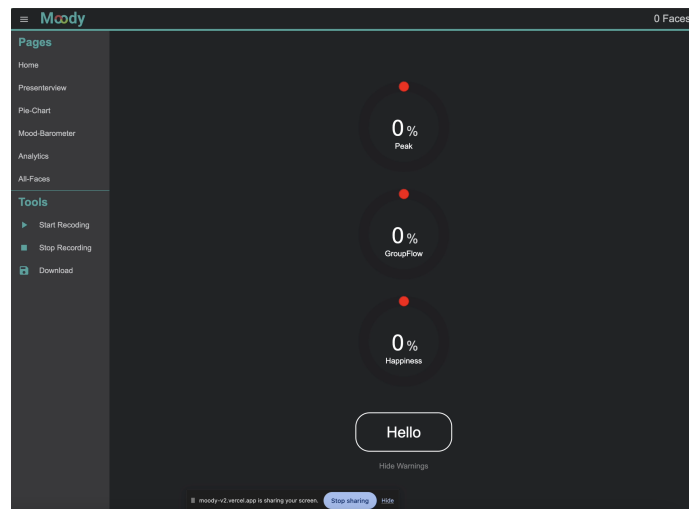 Moody
0 Faces
Pages
Home
Presenterview
Pie-Chart
Mood-Barometer
Analytics
All-Faces
Tools
Start Recoding
Stop Recording
Download
0 %
Peak
0 %
GroupFlow
0 %
Happiness
Hello
Hide Warnings
moody-v2.vercel.app is sharing your screen. Stop sharing Hide